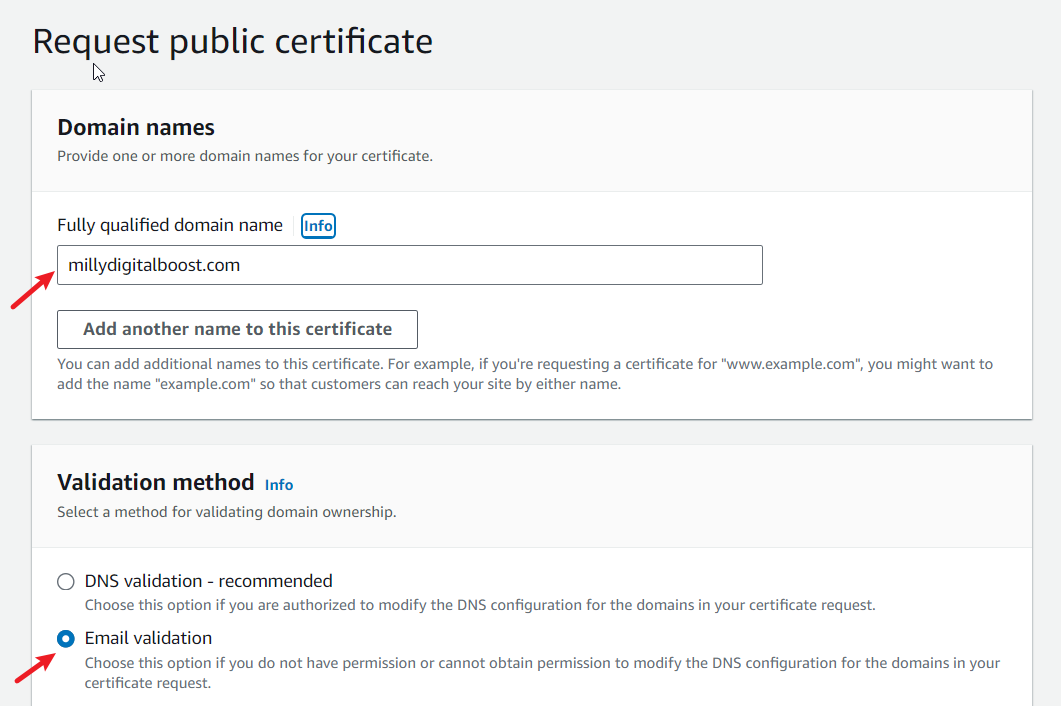 Request public certificate
Domain names
Provide one or more domain names for your certificate.
Fully qualified domain name Info
millydigitalboost.com
Add another name to this certificate
You can add additional names to this certificate. For example, if you're requesting a certificate for "www.example.com", you might want to
add the name "example.com" so that customers can reach your site by either name.
Validation method Info
Select a method for validating domain ownership.
DNS validation - recommended
Choose this option if you are authorized to modify the DNS configuration for the domains in your certificate request.
Email validation
Choose this option if you do not have permission or cannot obtain permission to modify the DNS configuration for the domains in your
certificate request.